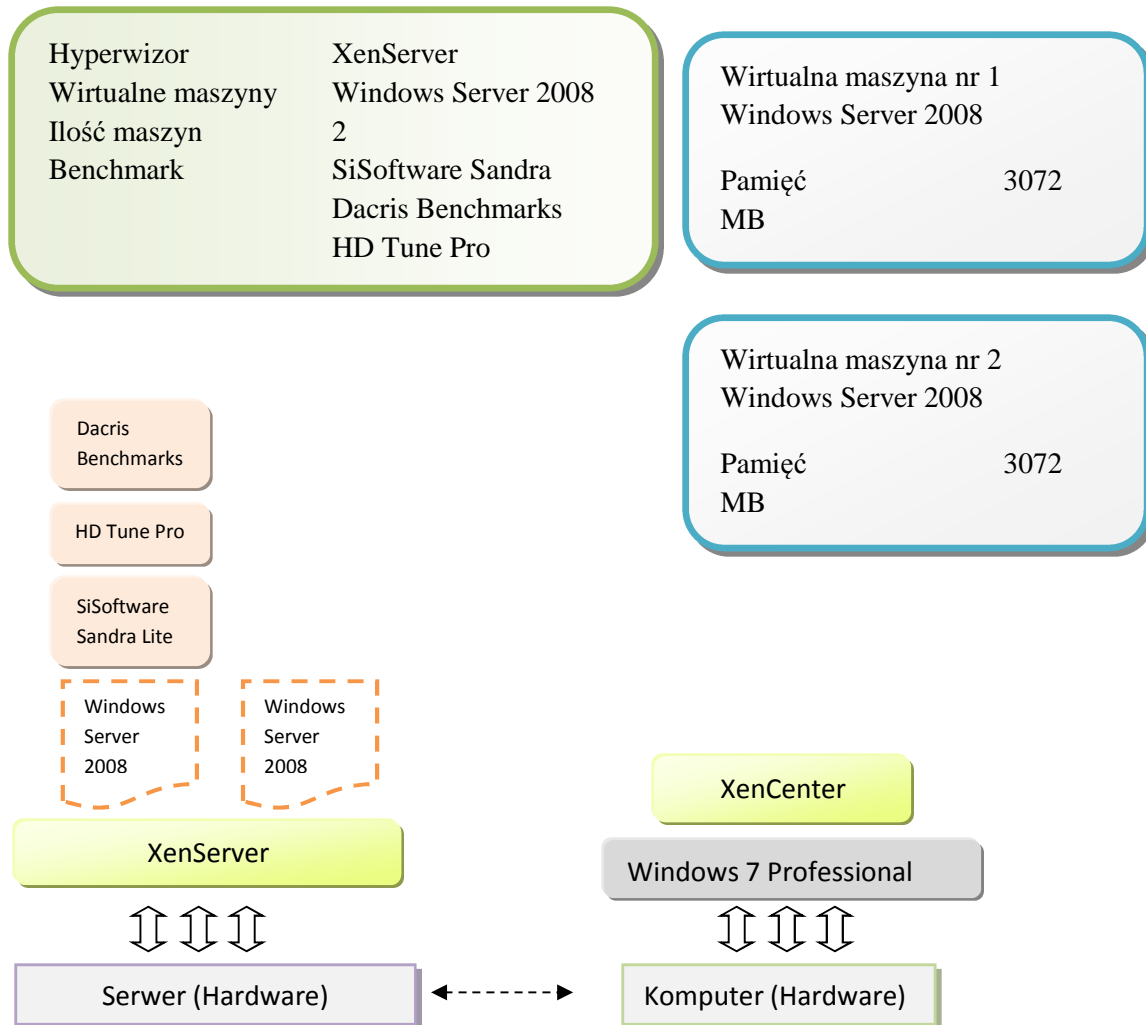 Hyperwizor XenServer
Wirtualne maszyny Windows Server 2008
Ilość maszyn 2
Benchmark SiSoftware Sandra
Dacris Benchmarks
HD Tune Pro
Wirtualna maszyna nr 1
Windows Server 2008
Pamięć 3072
MB
Wirtualna maszyna nr 2
Windows Server 2008
Pamięć 3072
MB
Dacris
Benchmarks
HD Tune Pro
SiSoftware
Sandra Lite
Windows
Server
2008
Windows
Server
2008
XenServer
Serwer (Hardware)
XenCenter
Windows 7 Professional
Komputer (Hardware)